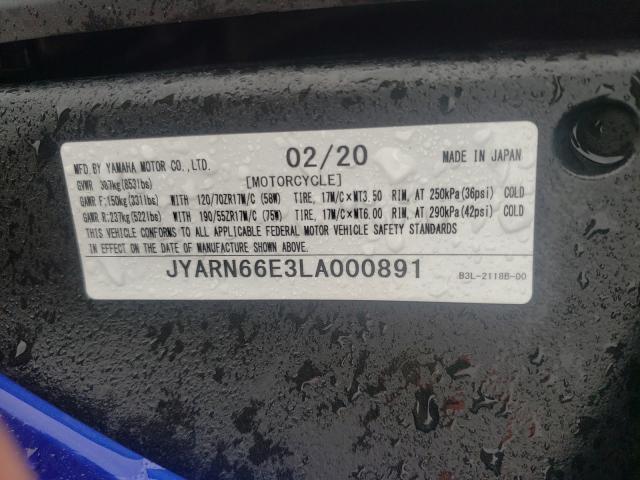 MFD. BY YAMAHA MOTOR CO., LTD. 02/20 MADE IN JAPAN
GVWR 387kg(853lbs) [MOTORCYCLE]
GAWR F:150kg(331lbs) WITH 120/70ZR17M/C (58W) TIRE, 17M/C×MT3.50 RIM, AT 250kPa(36psi) COLD
GAWR R:237kg(522lbs) WITH 190/55ZR17M/C (75W) TIRE, 17M/C×MT6.00 RIM, AT 290kPa(42psi) COLD
THIS VEHICLE CONFORMS TO ALL APPLICABLE FEDERAL MOTOR VEHICLE SAFETY STANDARDS
IN EFFECT ON THE DATE OF MANUFACTURE SHOWN ABOVE.
JYARN66E3LA000891 B3L-2118B-00